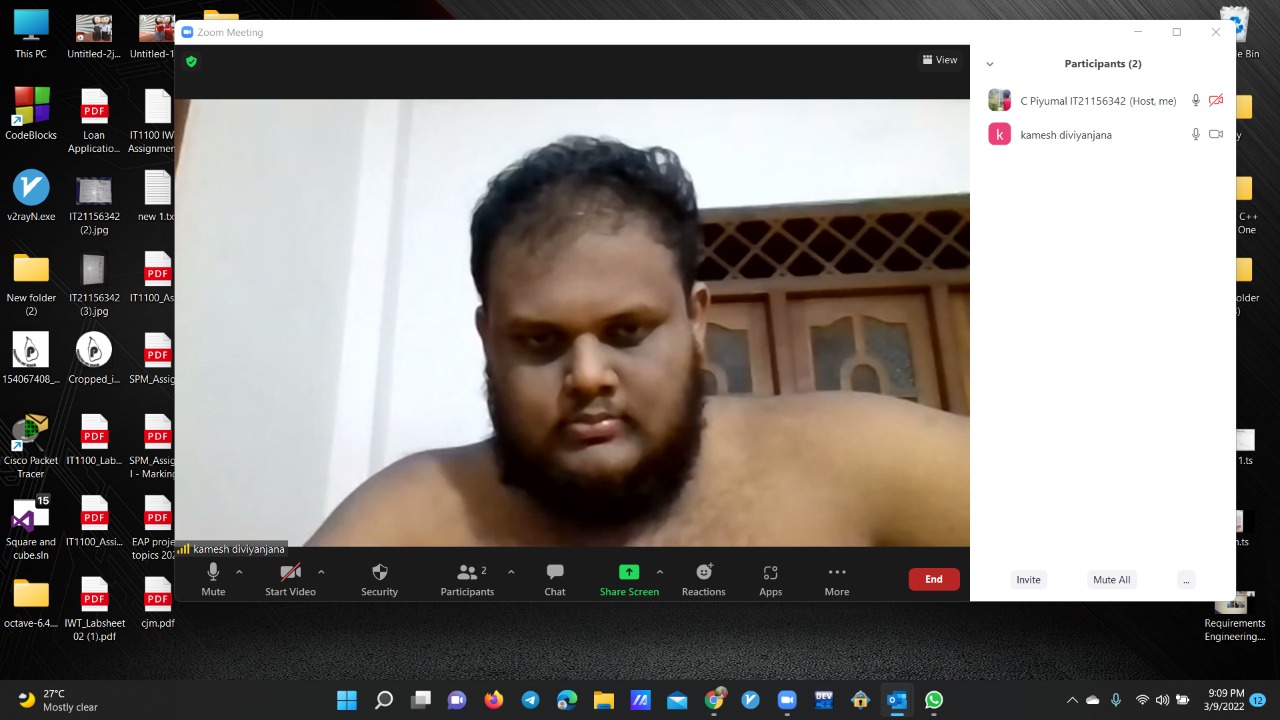 This PC
Untitled-2j...
Untitled-1
CodeBlocks
PDF
Loan
Applicatio...
IT1100 IW
Assignmen
v2rayN.exe
IT21156342
(2).jpg
new 1.tx
New folder
(2)
IT21156342
(3).jpg
PDF
IT1100_As
154067408_...
Cropped_i...
PDF
SPM_Assig
Cisco Packet
Tracer
PDF
IT1100_Lab...
PDF
SPM_Assig
I - Markin
15
Square and
cube.sln
PDF
IT1100_Assi...
PDF
EAP proje
topics 202
octave-6.4....
PDF
IWT_Labsheet
02 (1).pdf
PDF
cjm.pdf
Zoom Meeting
View
kamesh diviyanjana
Mute
Start Video
Security
2
Participants
Chat
Share Screen
Reactions
Apps
More
End
Participants (2)
C Piyumal IT21156342 (Host, me)
k
kamesh diviyanjana
Invite
Mute All
...
e Bin
y
C++
One
older
1.ts
n.ts
Requirements
Engineering....
27°C
Mostly clear
DEV
9:09 PM
3/9/2022
12